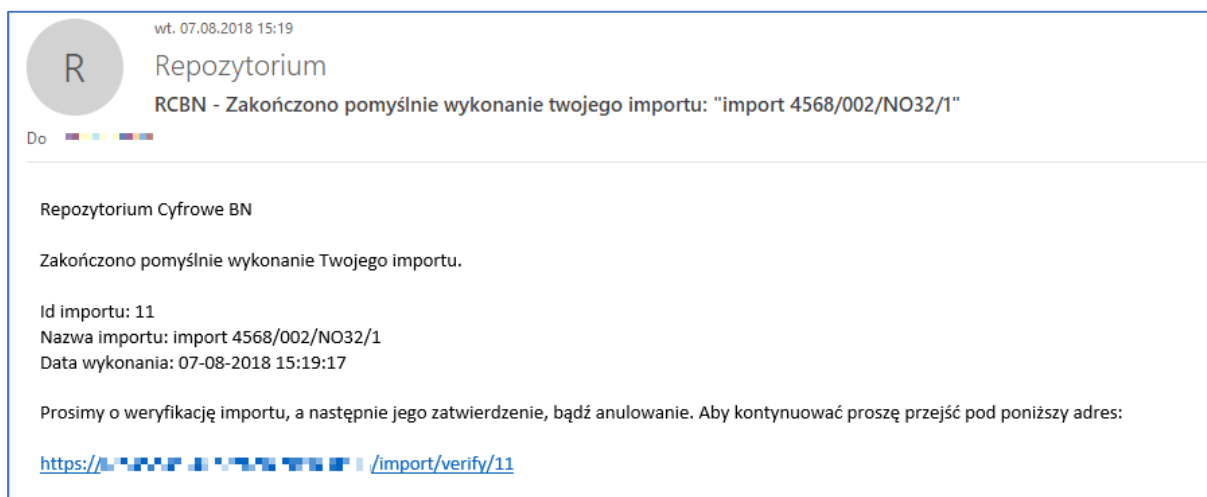 wt. 07.08.2018 15:19
R
Repozytorium
RCBN - Zakończono pomyślnie wykonanie twojego importu: "import 4568/002/NO32/1"
Do
Repozytorium Cyfrowe BN
Zakończono pomyślnie wykonanie Twojego importu.
Id importu: 11
Nazwa importu: import 4568/002/NO32/1
Data wykonania: 07-08-2018 15:19:17
Prosimy o weryfikację importu, a następnie jego zatwierdzenie, bądź anulowanie. Aby kontynuować proszę przejść pod poniższy adres:
https:// /import/verify/11